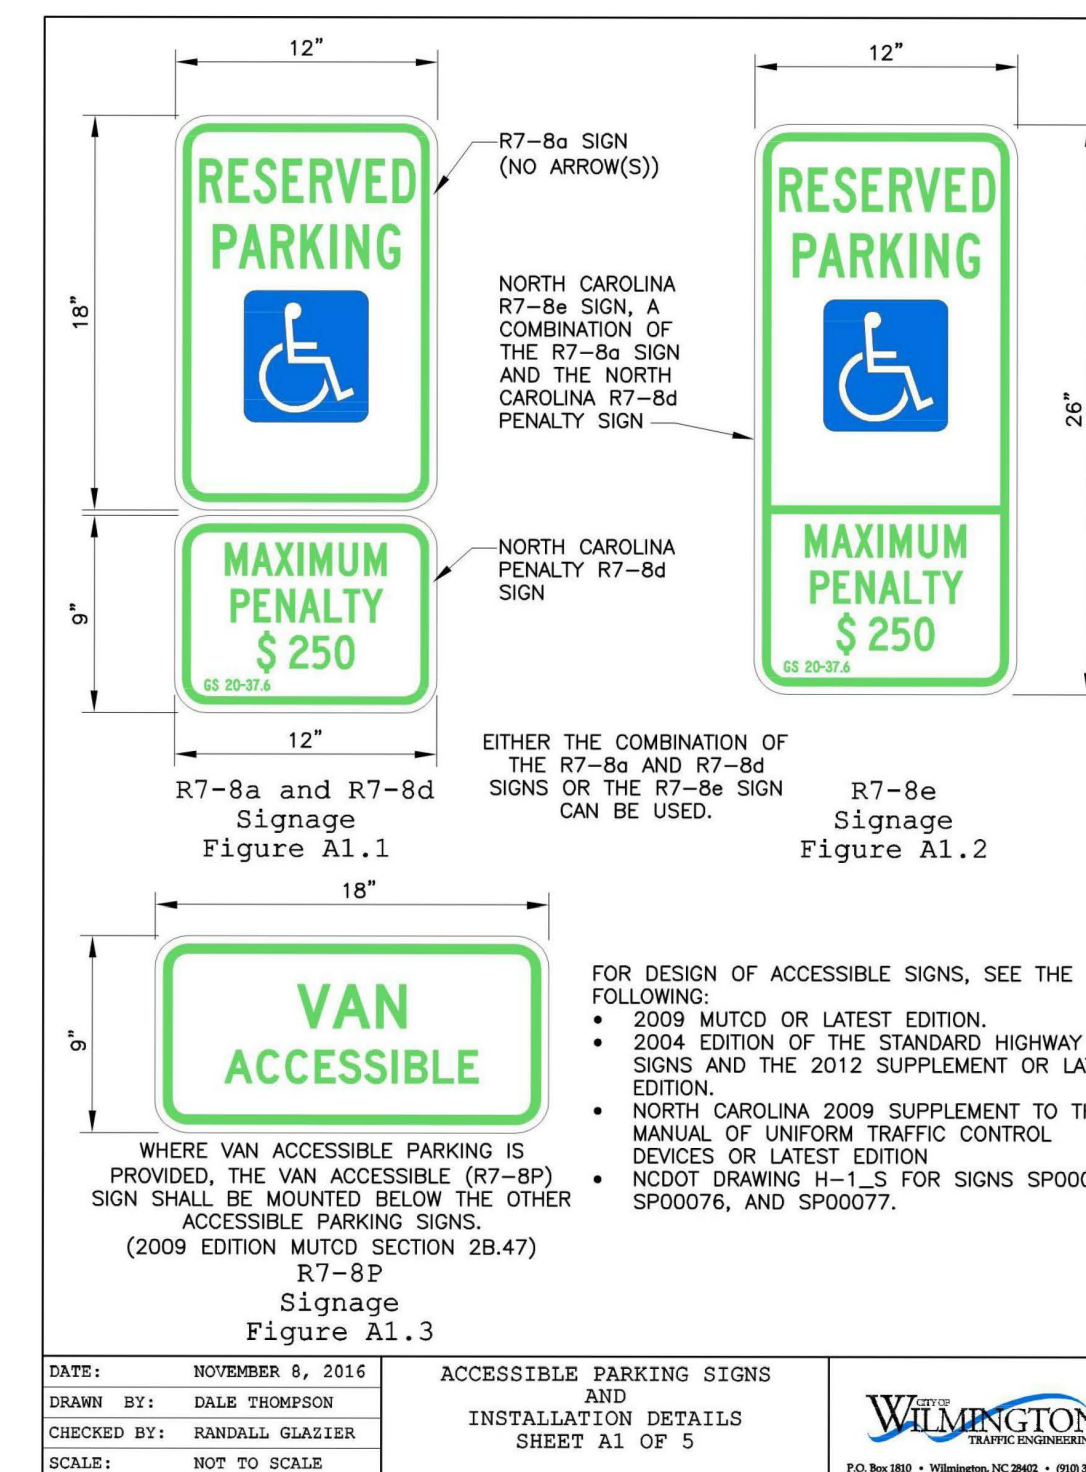 12"
12"
RESERVED
PARKING
18"
R7-8a SIGN
(NO ARROW(S))
NORTH CAROLINA
R7-8e SIGN, A
COMBINATION OF
THE R7-8a SIGN
AND THE NORTH
CAROLINA R7-8d
PENALTY SIGN
RESERVED
PARKING
26"
MAXIMUM
PENALTY
$ 250
GS 20-37.6
9"
NORTH CAROLINA
PENALTY R7-8d
SIGN
MAXIMUM
PENALTY
$ 250
GS 20-37.6
12"
R7-8a and R7-8d
Signage
Figure A1.1
EITHER THE COMBINATION OF
THE R7-8a AND R7-8d
SIGNS OR THE R7-8e SIGN
CAN BE USED.
R7-8e
Signage
Figure A1.2
18"
9"
VAN
ACCESSIBLE
WHERE VAN ACCESSIBLE PARKING IS
PROVIDED, THE VAN ACCESSIBLE (R7-8P)
SIGN SHALL BE MOUNTED BELOW THE OTHER
ACCESSIBLE PARKING SIGNS.
(2009 EDITION MUTCD SECTION 2B.47)
R7-8P
Signage
Figure A1.3
FOR DESIGN OF ACCESSIBLE SIGNS, SEE THE
FOLLOWING:
• 2009 MUTCD OR LATEST EDITION.
• 2004 EDITION OF THE STANDARD HIGHWAY
SIGNS AND THE 2012 SUPPLEMENT OR
EDITION.
• NORTH CAROLINA 2009 SUPPLEMENT TO
MANUAL OF UNIFORM TRAFFIC CONTROL
DEVICES OR LATEST EDITION
• NCDOT DRAWING H-1_S FOR SIGNS
SP00076, AND SP00077.
DATE: NOVEMBER 8, 2016
DRAWN BY: DALE THOMPSON
CHECKED BY: RANDALL GLAZIER
SCALE: NOT TO SCALE
ACCESSIBLE PARKING SIGNS
AND
INSTALLATION DETAILS
SHEET A1 OF 5
CITY OF
WILMINGTON
TRAFFIC ENGINEERING
P.O. Box 1810 • Wilmington, NC 28402 • (910)